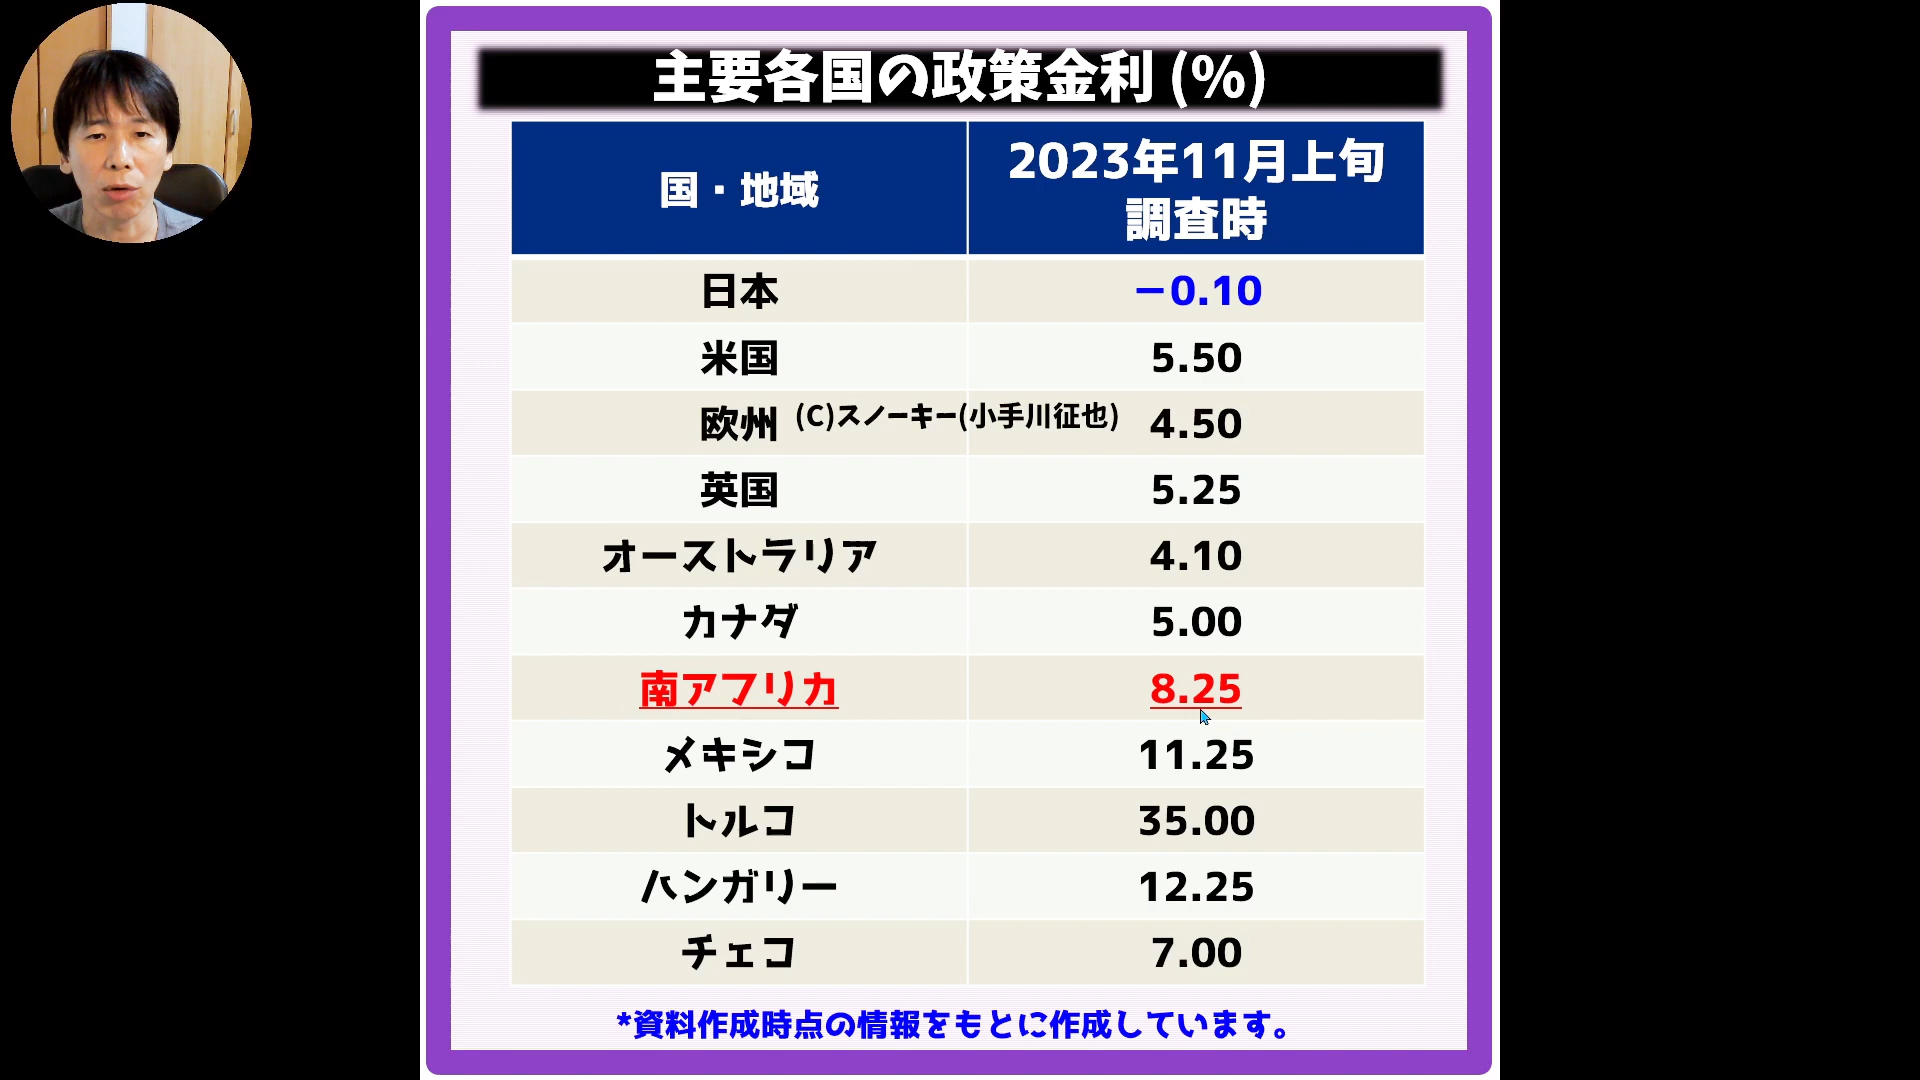 主要各国の政策金利 (%)
国・地域
2023年11月上旬
調査時
日本 －0.10
米国 5.50
欧州 4.50
(C)スノーキー(小手川征也)
英国 5.25
オーストラリア 4.10
カナダ 5.00
南アフリカ 8.25
メキシコ 11.25
トルコ 35.00
ハンガリー 12.25
チェコ 7.00
*資料作成時点の情報をもとに作成しています。